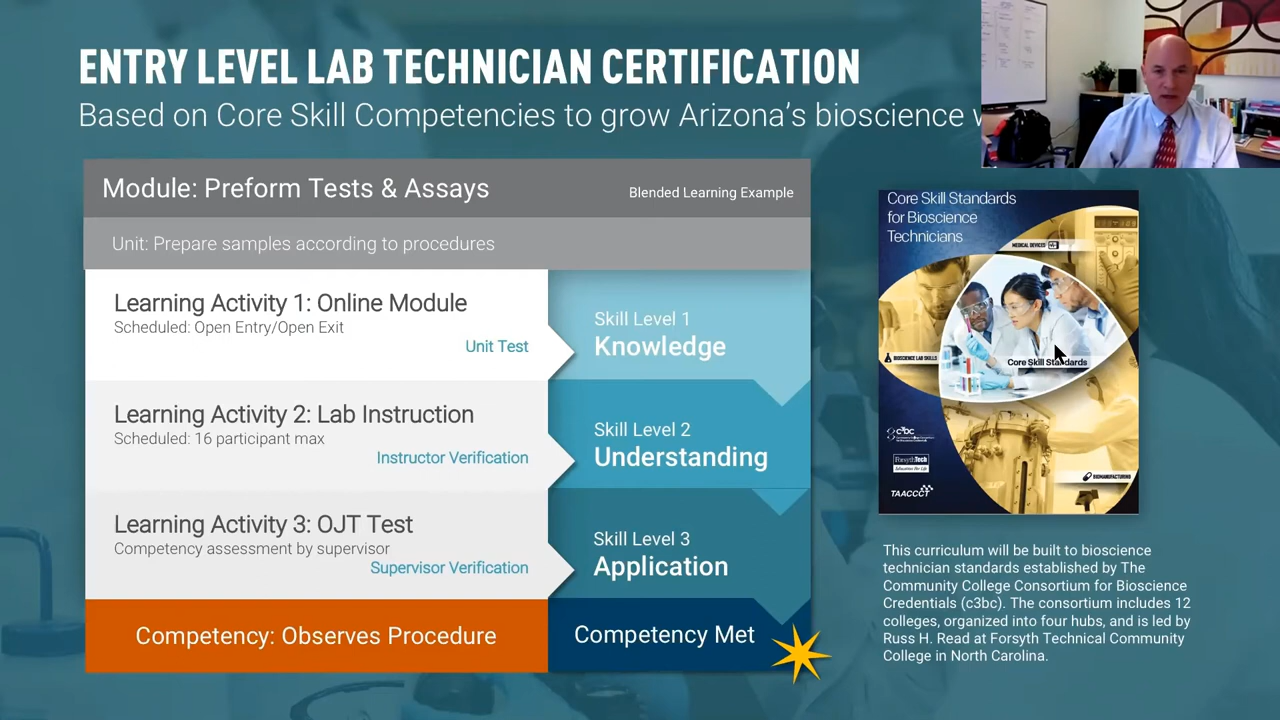 ENTRY LEVEL LAB TECHNICIAN CERTIFICATION
Based on Core Skill Competencies to grow Arizona's bioscience
Module: Preform Tests & Assays
Blended Learning Example
Unit: Prepare samples according to procedures
Learning Activity 1: Online Module
Scheduled: Open Entry/Open Exit
Unit Test
Skill Level 1
Knowledge
Learning Activity 2: Lab Instruction
Scheduled: 16 participant max
Instructor Verification
Skill Level 2
Understanding
Learning Activity 3: OJT Test
Competency assessment by supervisor
Supervisor Verification
Skill Level 3
Application
Competency: Observes Procedure
Competency Met
Core Skill Standards
for Bioscience
Technicians
MEDICAL DEVICES
BIOSCIENCE LAB SKILLS
Core Skill Standards
c3bc
ForsythTech
Education For Life
TAACCCT
BIOMANUFACTURING
This curriculum will be built to bioscience
technician standards established by The
Community College Consortium for Bioscience
Credentials (c3bc). The consortium includes 12
colleges, organized into four hubs, and is led by
Russ H. Read at Forsyth Technical Community
College in North Carolina.